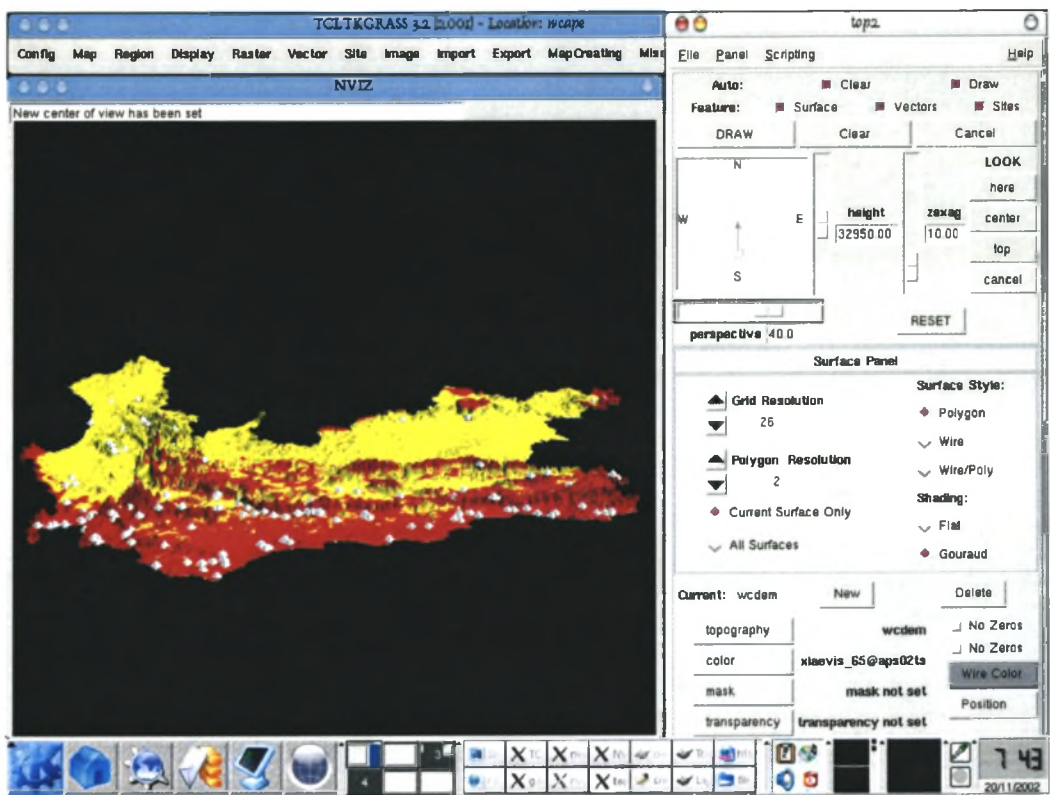 TCLTKGRASS 3.2 [2001] - Location: wcape
Config Map Region Display Raster Vector Site Image Import Export MapCreating Misc
NVIZ
New center of view has been set
top2
File Panel Scripting Help
Auto: Clear Draw
Feature: Surface Vectors Sites
DRAW Clear Cancel
N
W E
S
height
32950.00
zexag
10.00
LOOK
here
center
top
cancel
perspective 40.0
RESET
Surface Panel
Grid Resolution
26
Polygon Resolution
2
Current Surface Only
All Surfaces
Surface Style:
Polygon
Wire
Wire/Poly
Shading:
Flat
Gouraud
Current: wcdem New Delete
topography wcdem No Zeros
color xlaevis_65@aps02ts No Zeros
mask mask not set Wire Color
transparency transparency not set Position
3
4
7 43
20/11/2002